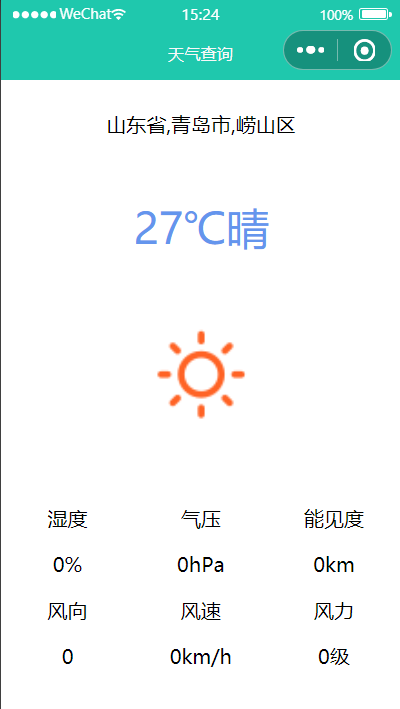 WeChat 15:24 100%
天气查询
山东省,青岛市,崂山区
27℃晴
湿度 气压 能见度
0% 0hPa 0km
风向 风速 风力
0 0km/h 0级